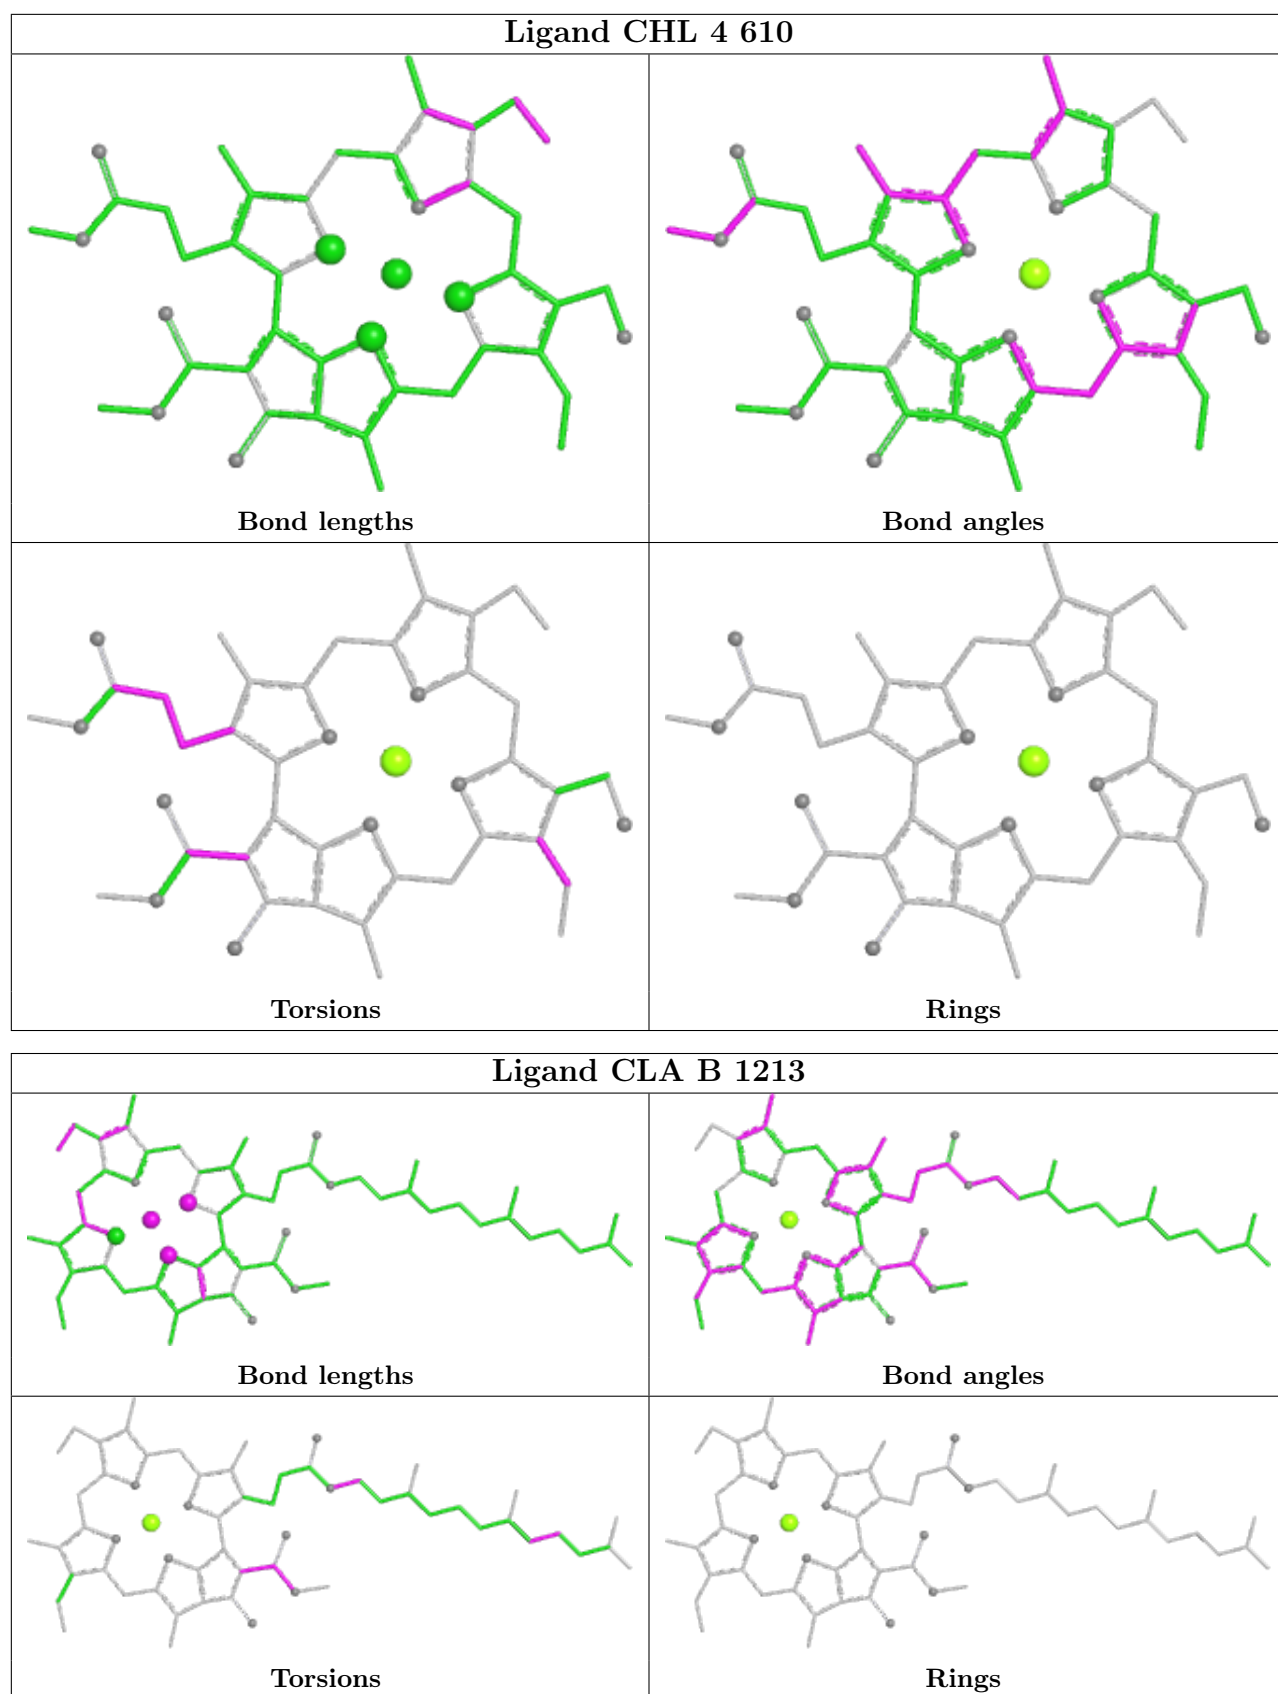 Ligand CHL 4 610
Bond lengths
Bond angles
Torsions
Rings
Ligand CLA B 1213
Bond lengths
Bond angles
Torsions
Rings